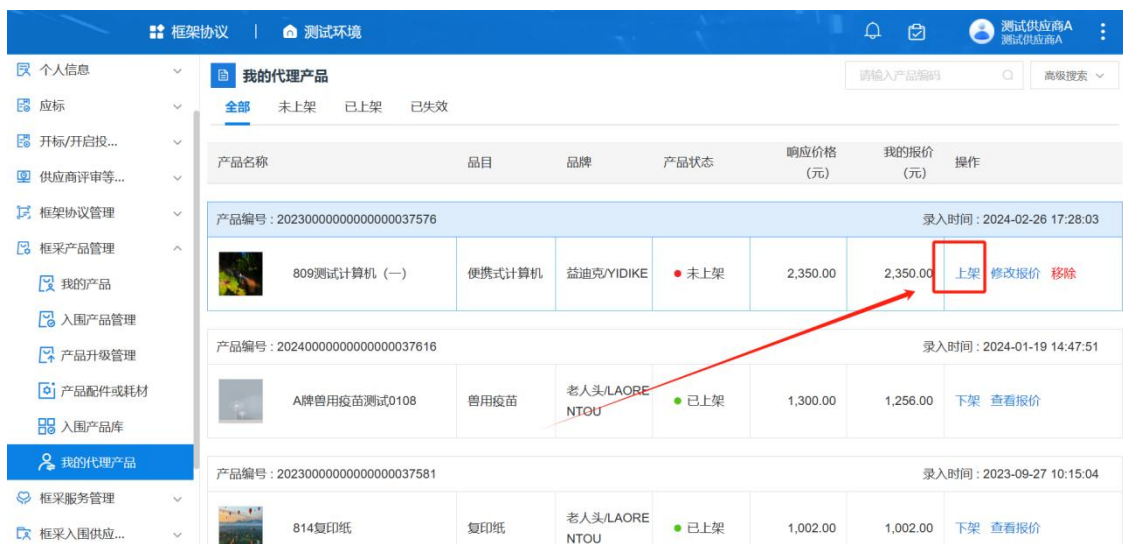 框架协议 | 测试环境
测试供应商A
测试供应商A
个人信息
应标
开标/开启投...
供应商评审等...
框架协议管理
框采产品管理
我的产品
入围产品管理
产品升级管理
产品配件或耗材
入围产品库
我的代理产品
框采服务管理
框采入围供应...
我的代理产品
请输入产品编码
高级搜索
全部 未上架 已上架 已失效
产品名称 品目 品牌 产品状态 响应价格（元） 我的报价（元） 操作
产品编号 : 20230000000000000037576 录入时间 : 2024-02-26 17:28:03
809测试计算机（一） 便携式计算机 益迪克/YIDIKE 未上架 2,350.00 2,350.00 上架 修改报价 移除
产品编号 : 20240000000000000037616 录入时间 : 2024-01-19 14:47:51
A牌兽用疫苗测试0108 兽用疫苗 老人头/LAORENTOU 已上架 1,300.00 1,256.00 下架 查看报价
产品编号 : 20230000000000000037581 录入时间 : 2023-09-27 10:15:04
814复印纸 复印纸 老人头/LAORENTOU 已上架 1,002.00 1,002.00 下架 查看报价